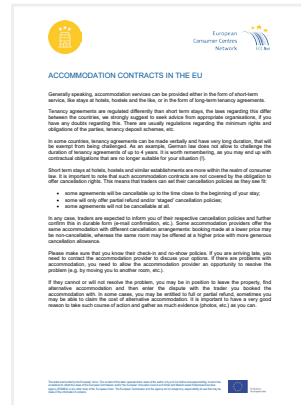 European
Consumer Centres
Network
ECC-Net
ACCOMMODATION CONTRACTS IN THE EU
Generally speaking, accommodation services can be provided either in the form of short-term
service, like stays at hotels, hostels and the like, or in the form of long-term tenancy agreements.
Tenancy agreements are regulated differently than short term stays, the laws regarding this differ
between the countries, we strongly suggest to seek advice from appropriate organisations, if you
have any doubts regarding this. There are usually regulations regarding the minimum rights and
obligations of the parties, tenancy deposit schemes, etc.
In some countries, tenancy agreements can be made verbally and have very long duration, that will
be exempt from being challenged. As an example, German law does not allow to challenge the
duration of tenancy agreements of up to 4 years. It is worth remembering, as you may end up with
contractual obligations that are no longer suitable for your situation (!).
Short term stays at hotels, hostels and similar establishments are more within the realm of consumer
law. It is important to note that such agreement contracts are not covered by the obligation to offer
cancellation rights. This means that traders can set their cancellation policies as they see fit:
• some agreements will be cancellable up to the time close to the beginning of your stay;
• some will only offer partial refund and/or 'staged' cancellation policies;
• some agreements will not be cancellable at all.
In any case, traders are expected to inform you of their respective cancellation policies and further
confirm this in durable form (e-mail confirmation, etc.). Some accommodation providers offer the
same accommodation with different cancellation arrangements: booking made at a lower price may
be non-cancellable, whereas the same room may be offered at a higher price with more generous
cancellation allowance.
Please make sure that you know their check-in and no-show policies. If you are arriving late, you
need to contact the accommodation provider to discuss your options. If there are problems with
accommodation, you need to allow the accommodation provider an opportunity to resolve the
problem (e.g. by moving you to another room, etc.).
If they cannot or will not resolve the problem, you may be in position to leave the property, find
alternative accommodation and then enter the dispute with the trader you booked the
accommodation with. In some cases, you may be entitled to full or partial refund, sometimes you
may be able to claim the cost of alternative accommodation. It is important to have a very good
reason to take such course of action and gather as much evidence (photos, etc.) as you can.